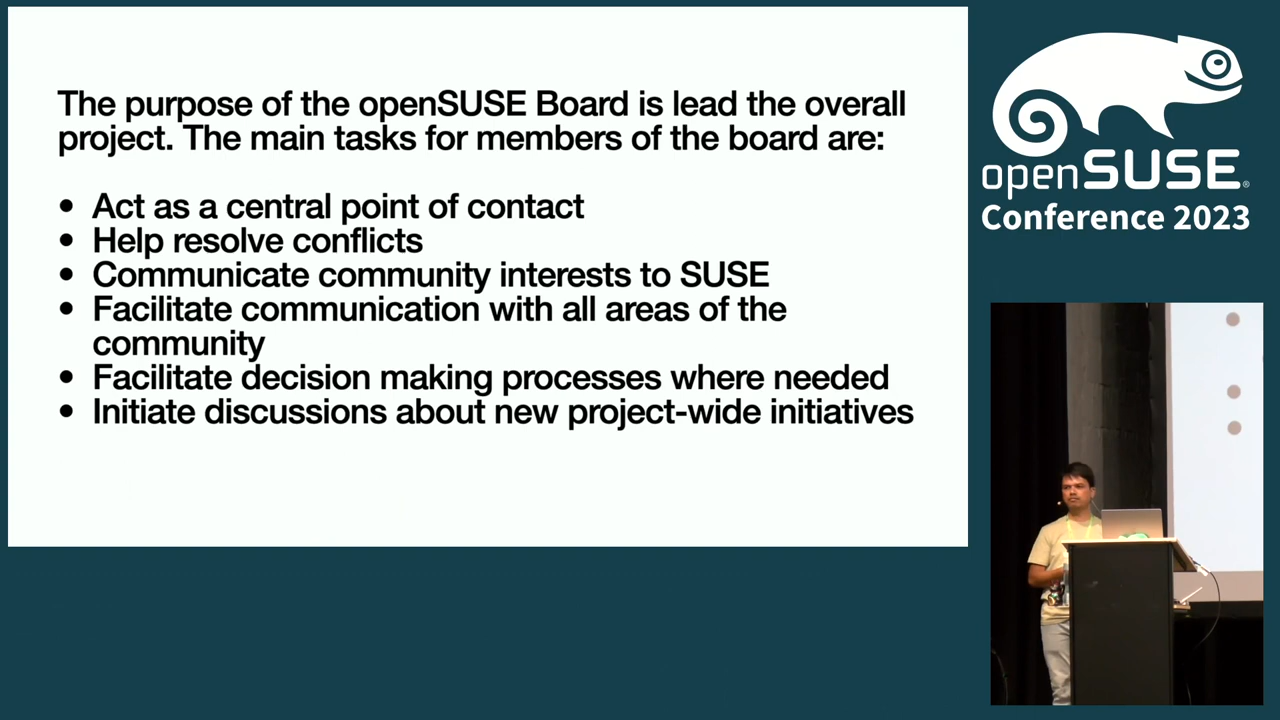 The purpose of the openSUSE Board is lead the overall
project. The main tasks for members of the board are:
• Act as a central point of contact
• Help resolve conflicts
• Communicate community interests to SUSE
• Facilitate communication with all areas of the
community
• Facilitate decision making processes where needed
• Initiate discussions about new project-wide initiatives
openSUSE®
Conference 2023